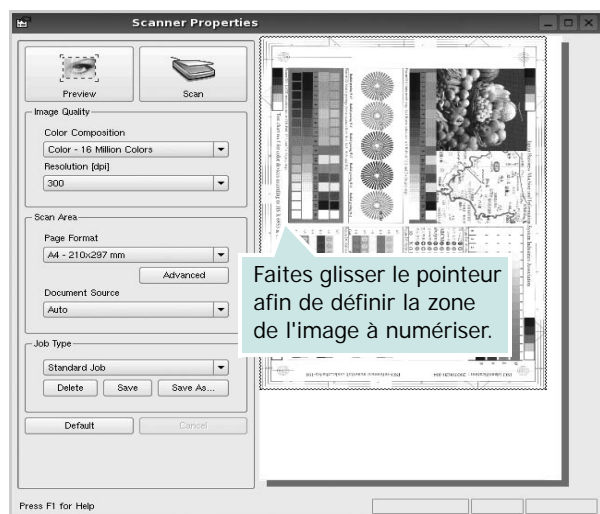 Scanner Properties
Preview
Scan
Image Quality
Color Composition
Color - 16 Million Colors
Resolution [dpi]
300
Scan Area
Page Format
A4 - 210x297 mm
Advanced
Document Source
Auto
Job Type
Standard Job
Delete
Save
Save As...
Default
Cancel
Faites glisser le pointeur
afin de définir la zone
de l'image à numériser.
Press F1 for Help